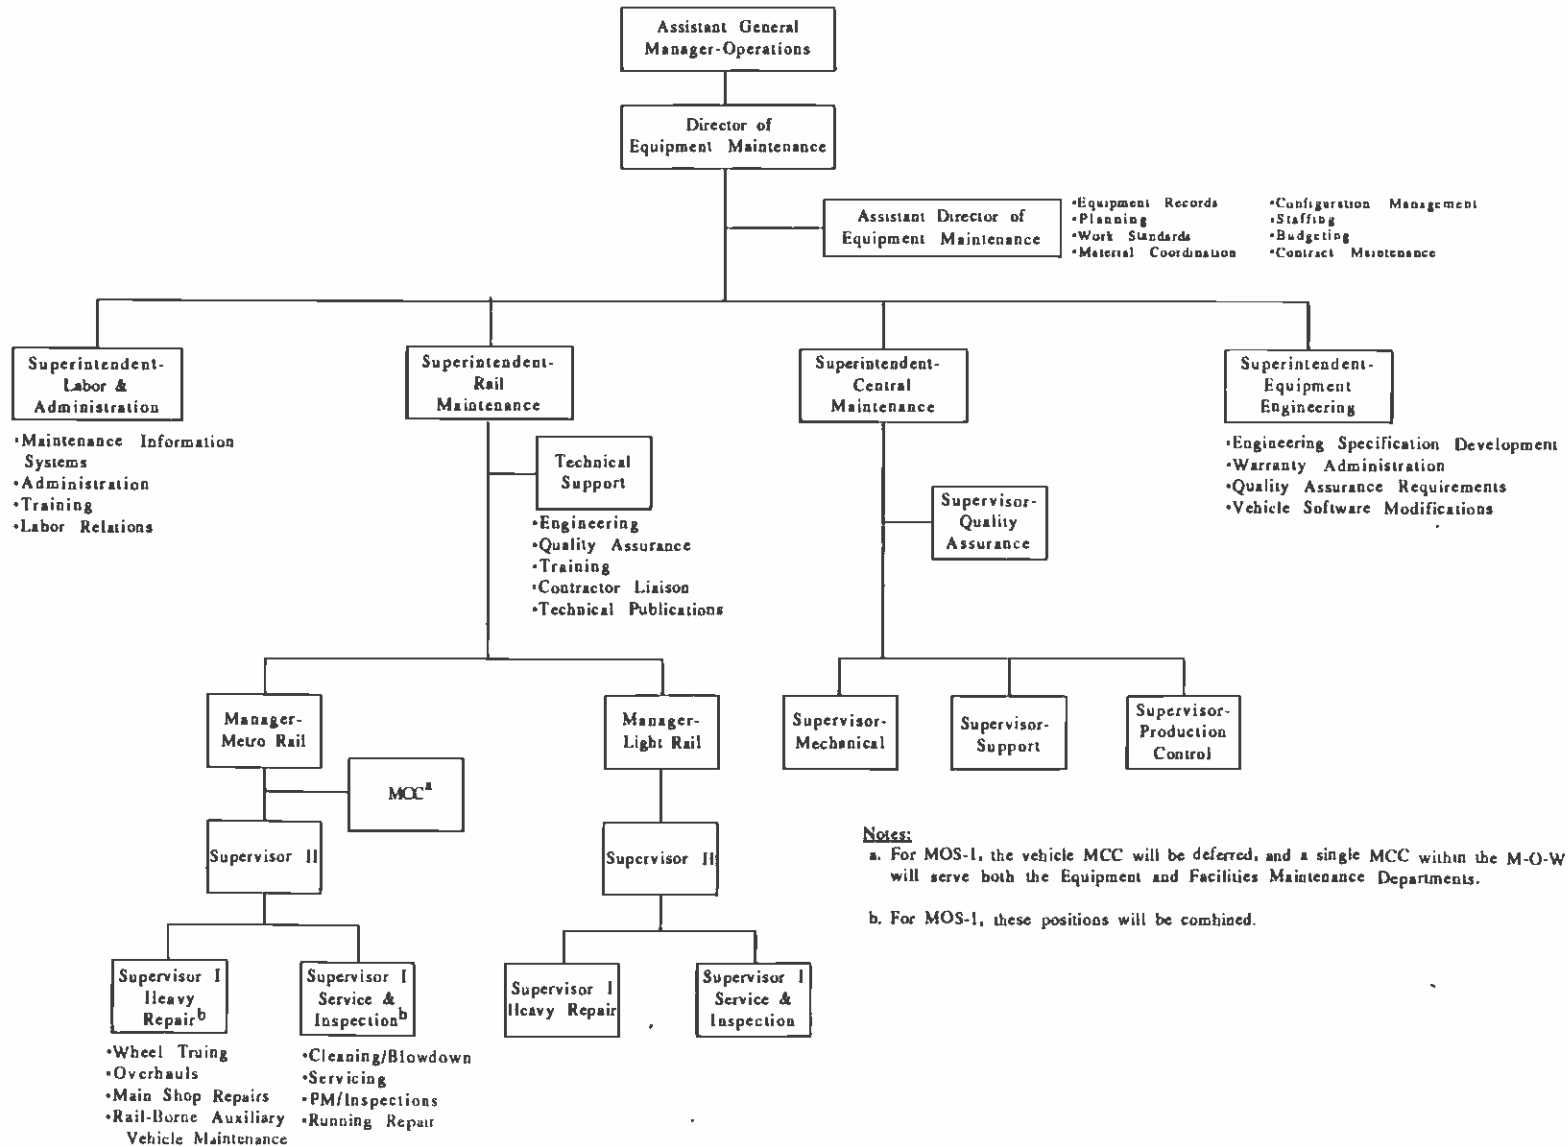 Assistant General
Manager-Operations
Director of
Equipment Maintenance
Assistant Director of
Equipment Maintenance
•Equipment Records
•Planning
•Work Standards
•Material Coordination
•Configuration Management
•Staffing
•Budgeting
•Contract Maintenance
Superintendent-
Labor &
Administration
•Maintenance Information
Systems
•Administration
•Training
•Labor Relations
Superintendent-
Rail
Maintenance
Technical
Support
•Engineering
•Quality Assurance
•Training
•Contractor Liaison
•Technical Publications
Superintendent-
Central
Maintenance
Supervisor-
Quality
Assurance
Superintendent-
Equipment
Engineering
•Engineering Specification Development
•Warranty Administration
•Quality Assurance Requirements
•Vehicle Software Modifications
Manager-
Metro Rail
MCCa
Supervisor II
Supervisor I
Heavy
Repairb
•Wheel Truing
•Overhauls
•Main Shop Repairs
•Rail-Borne Auxiliary
Vehicle Maintenance
Supervisor I
Service &
Inspectionb
•Cleaning/Blowdown
•Servicing
•PM/Inspections
•Running Repair
Manager-
Light Rail
Supervisor II
Supervisor I
Heavy Repair
Supervisor I
Service &
Inspection
Supervisor-
Mechanical
Supervisor-
Support
Supervisor-
Production
Control
Notes:
a. For MOS-1, the vehicle MCC will be deferred, and a single MCC within the M-O-W
will serve both the Equipment and Facilities Maintenance Departments.
b. For MOS-1, these positions will be combined.